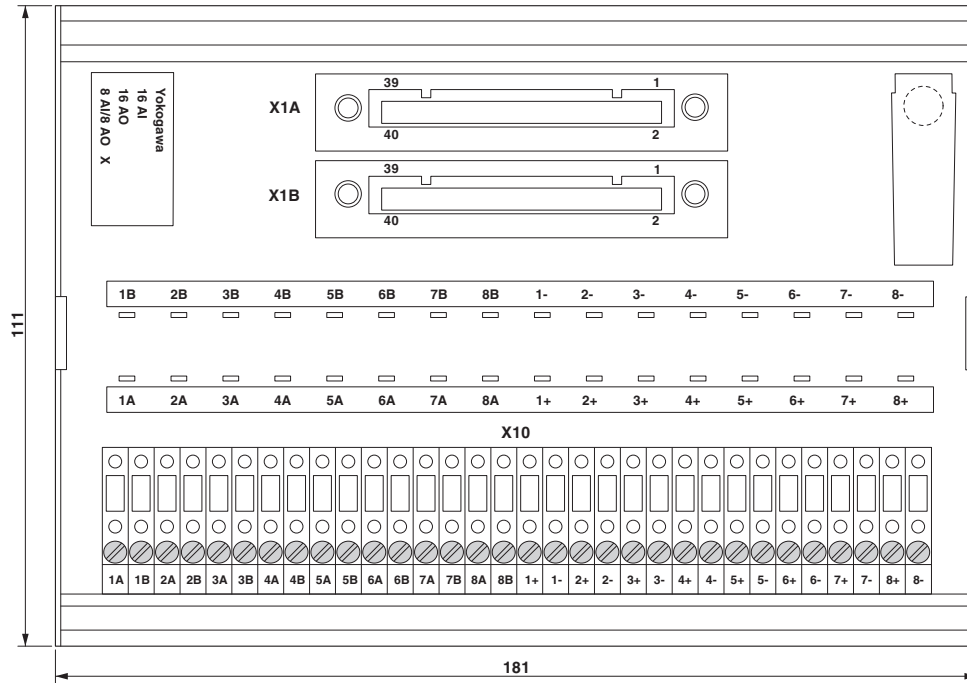 Yokogawa
16 AI
16 AO
8 AI/8 AO X
X1A
39 1
40 2
X1B
39 1
40 2
1B 2B 3B 4B 5B 6B 7B 8B 1- 2- 3- 4- 5- 6- 7- 8-
111
1A 2A 3A 4A 5A 6A 7A 8A 1+ 2+ 3+ 4+ 5+ 6+ 7+ 8+
X10
1A 1B 2A 2B 3A 3B 4A 4B 5A 5B 6A 6B 7A 7B 8A 8B 1+ 1- 2+ 2- 3+ 3- 4+ 4- 5+ 5- 6+ 6- 7+ 7- 8+ 8-
181